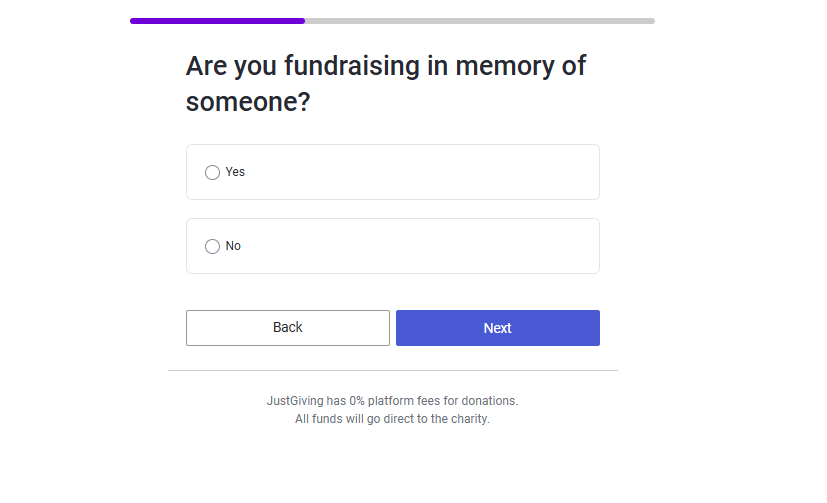 Are you fundraising in memory of
someone?
Yes
No
Back
Next
JustGiving has 0% platform fees for donations.
All funds will go direct to the charity.